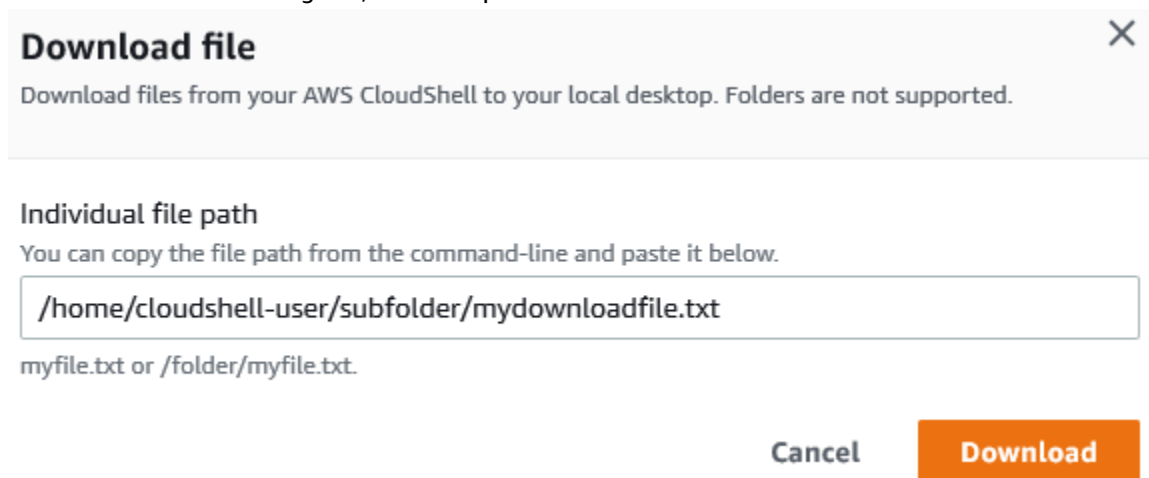 Download file
Download files from your AWS CloudShell to your local desktop. Folders are not supported.
Individual file path
You can copy the file path from the command-line and paste it below.
/home/cloudshell-user/subfolder/mydownloadfile.txt
myfile.txt or /folder/myfile.txt.
Cancel Download